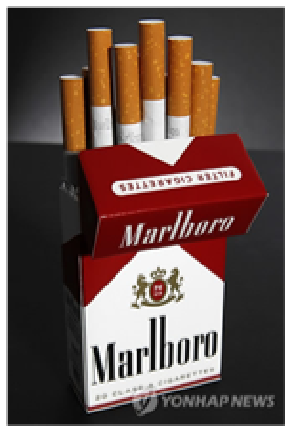 FILTER CIGARETTES
Marlboro
Marlboro
20 CLASS A CIGARETTES
YONHAP NEWS